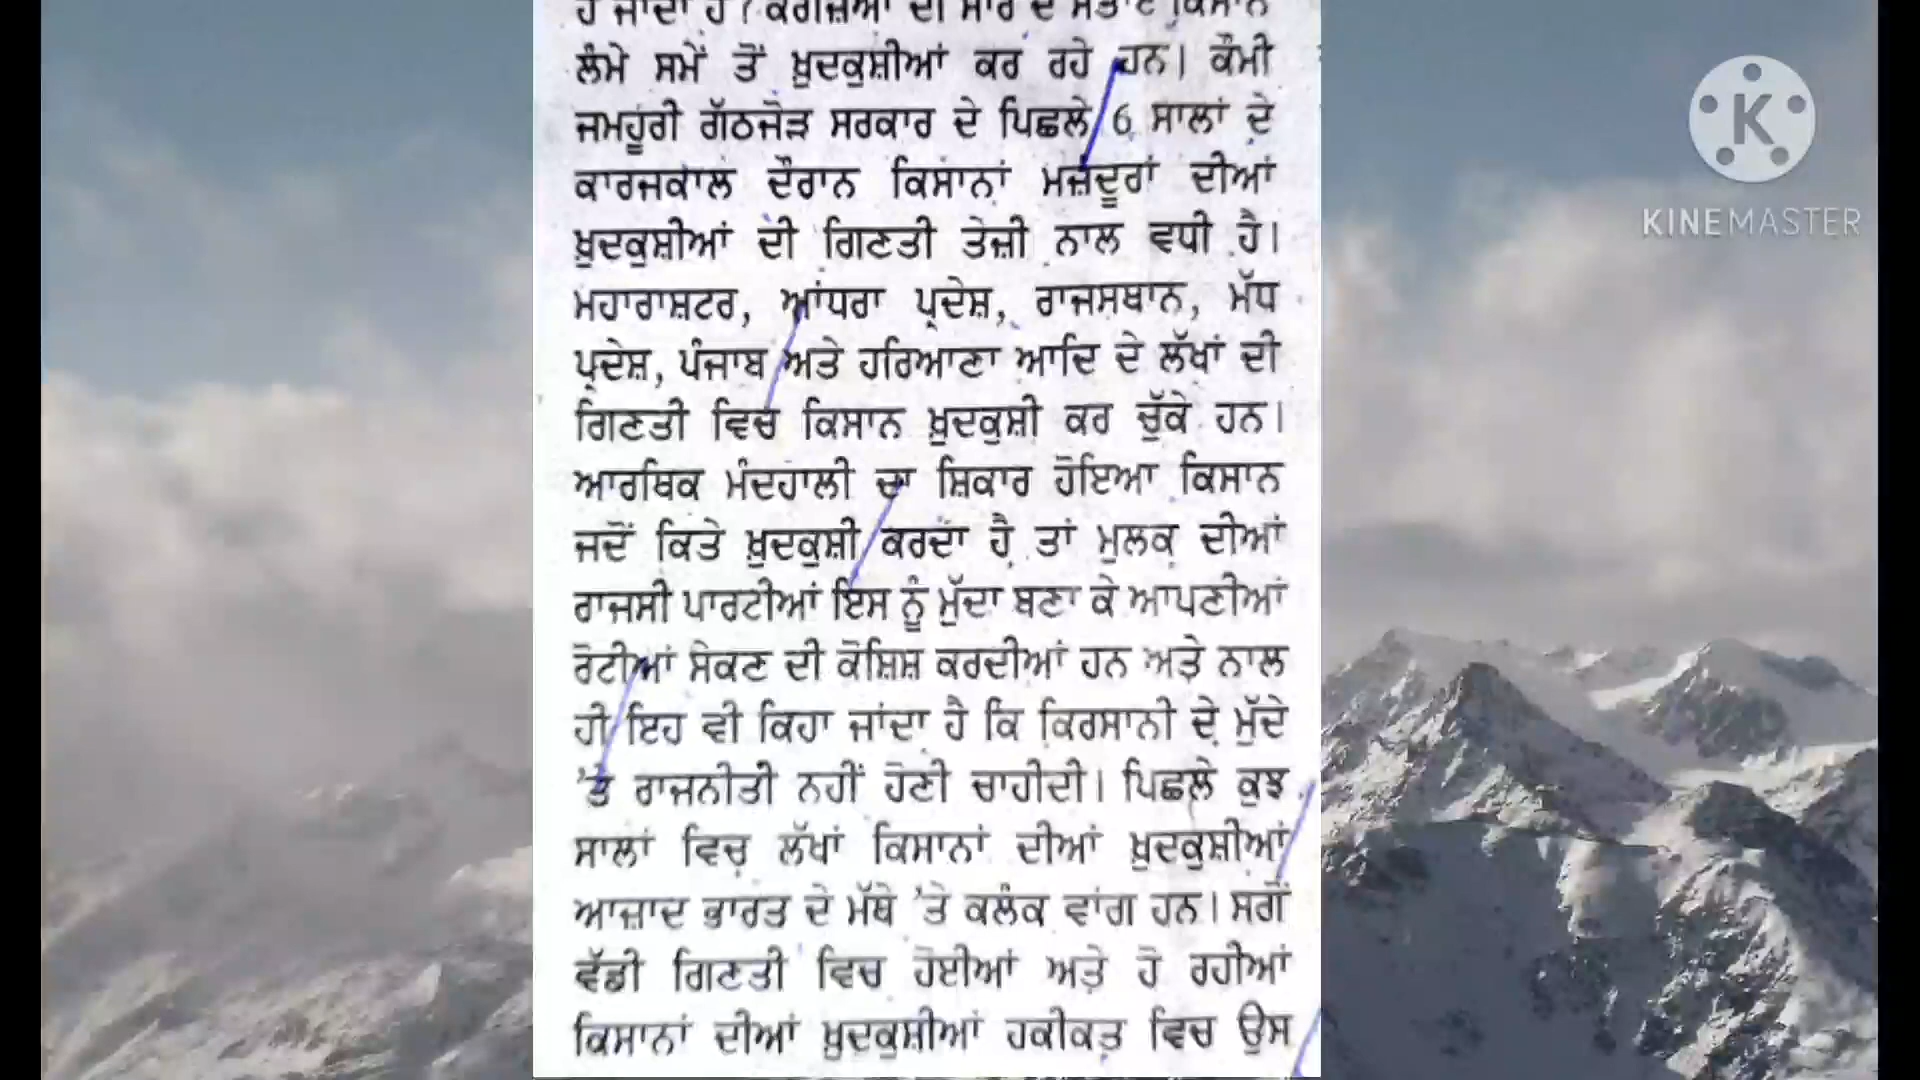 ਹੋ ਜਾਂਦਾ ਹੈ? ਕਰਜ਼ਿਆਂ ਦੀ ਮਾਰ ਦੇ ਸਤਾਏ ਕਿਸਾਨ
ਲੰਮੇ ਸਮੇਂ ਤੋਂ ਖ਼ੁਦਕੁਸ਼ੀਆਂ ਕਰ ਰਹੇ ਹਨ। ਕੌਮੀ
ਜਮਹੂਰੀ ਗੱਠਜੋੜ ਸਰਕਾਰ ਦੇ ਪਿਛਲੇ 6 ਸਾਲਾਂ ਦੇ
ਕਾਰਜਕਾਲ ਦੌਰਾਨ ਕਿਸਾਨਾਂ ਮਜ਼ਦੂਰਾਂ ਦੀਆਂ
ਖ਼ੁਦਕੁਸ਼ੀਆਂ ਦੀ ਗਿਣਤੀ ਤੇਜ਼ੀ ਨਾਲ ਵਧੀ ਹੈ।
ਮਹਾਰਾਸ਼ਟਰ, ਆਂਧਰਾ ਪ੍ਰਦੇਸ਼, ਰਾਜਸਥਾਨ, ਮੱਧ
ਪ੍ਰਦੇਸ਼, ਪੰਜਾਬ ਅਤੇ ਹਰਿਆਣਾ ਆਦਿ ਦੇ ਲੱਖਾਂ ਦੀ
ਗਿਣਤੀ ਵਿਚ ਕਿਸਾਨ ਖ਼ੁਦਕੁਸ਼ੀ ਕਰ ਚੁੱਕੇ ਹਨ।
ਆਰਥਿਕ ਮੰਦਹਾਲੀ ਦਾ ਸ਼ਿਕਾਰ ਹੋਇਆ ਕਿਸਾਨ
ਜਦੋਂ ਕਿਤੇ ਖ਼ੁਦਕੁਸ਼ੀ ਕਰਦਾ ਹੈ ਤਾਂ ਮੁਲਕ ਦੀਆਂ
ਰਾਜਸੀ ਪਾਰਟੀਆਂ ਇਸ ਨੂੰ ਮੁੱਦਾ ਬਣਾ ਕੇ ਆਪਣੀਆਂ
ਰੋਟੀਆਂ ਸੇਕਣ ਦੀ ਕੋਸ਼ਿਸ਼ ਕਰਦੀਆਂ ਹਨ ਅਤੇ ਨਾਲ
ਹੀ ਇਹ ਵੀ ਕਿਹਾ ਜਾਂਦਾ ਹੈ ਕਿ ਕਿਰਸਾਨੀ ਦੇ ਮੁੱਦੇ
'ਤੇ ਰਾਜਨੀਤੀ ਨਹੀਂ ਹੋਣੀ ਚਾਹੀਦੀ। ਪਿਛਲੇ ਕੁਝ
ਸਾਲਾਂ ਵਿਚ ਲੱਖਾਂ ਕਿਸਾਨਾਂ ਦੀਆਂ ਖ਼ੁਦਕੁਸ਼ੀਆਂ
ਆਜ਼ਾਦ ਭਾਰਤ ਦੇ ਮੱਥੇ 'ਤੇ ਕਲੰਕ ਵਾਂਗ ਹਨ। ਸਗੋਂ
ਵੱਡੀ ਗਿਣਤੀ ਵਿਚ ਹੋਈਆਂ ਅਤੇ ਹੋ ਰਹੀਆਂ
ਕਿਸਾਨਾਂ ਦੀਆਂ ਖ਼ੁਦਕੁਸ਼ੀਆਂ ਹਕੀਕਤ ਵਿਚ ਉਸ
K
KINEMASTER